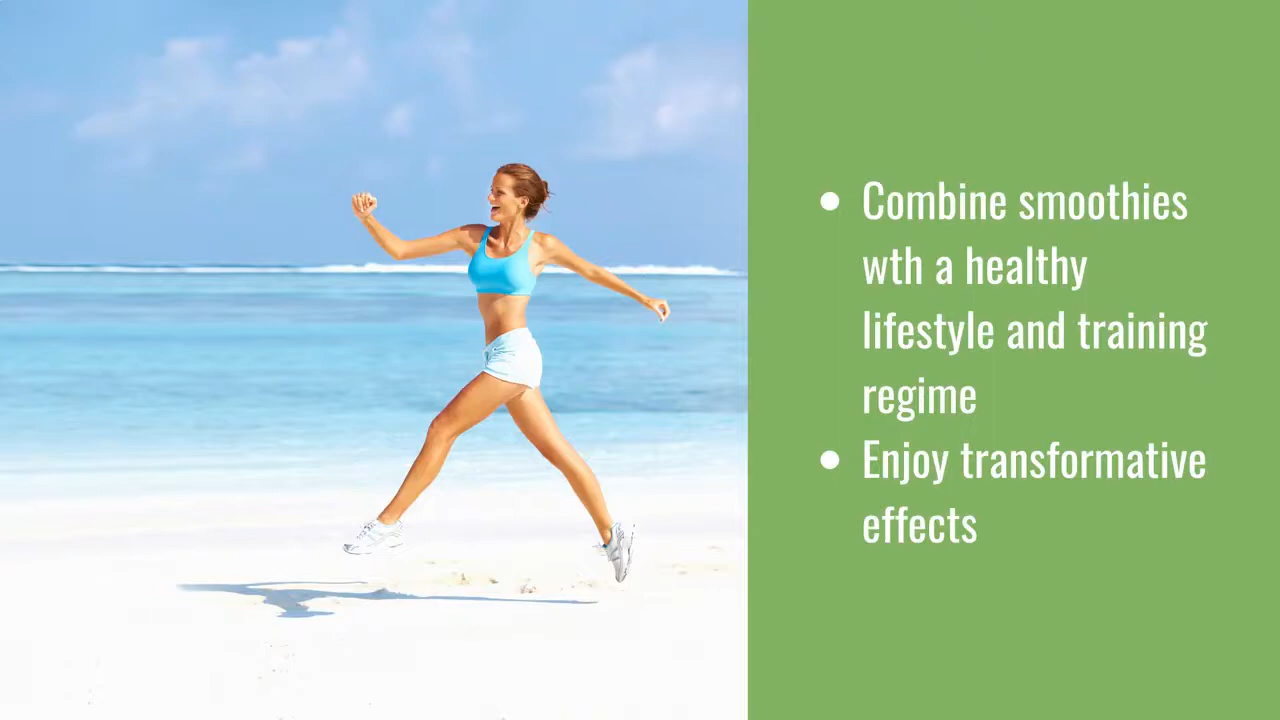 • Combine smoothies
wth a healthy
lifestyle and training
regime
• Enjoy transformative
effects